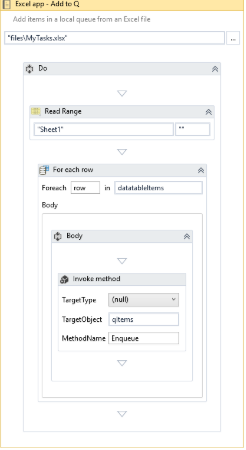 Excel app - Add to Q
Add items in a local queue from an Excel file
"files\MyTasks.xlsx" ...
Do
Read Range
"Sheet1" ""
For each row
Foreach row in datatableItems
Body
Body
Invoke method
TargetType (null)
TargetObject qItems
MethodName Enqueue